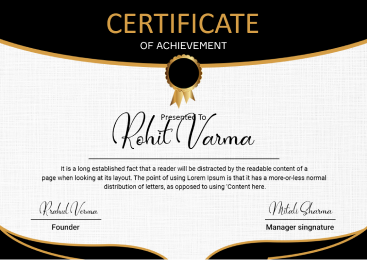 CERTIFICATE
OF ACHIEVEMENT
Presented To
Rohit Varma
It is a long established fact that a reader will be distracted by the readable content of a
page when looking at its layout. The point of using Lorem Ipsum is that it has a more-or-less normal
distribution of letters, as opposed to using 'Content here.
Rahul Verma
Mitali Sharma
Founder
Manager singnature